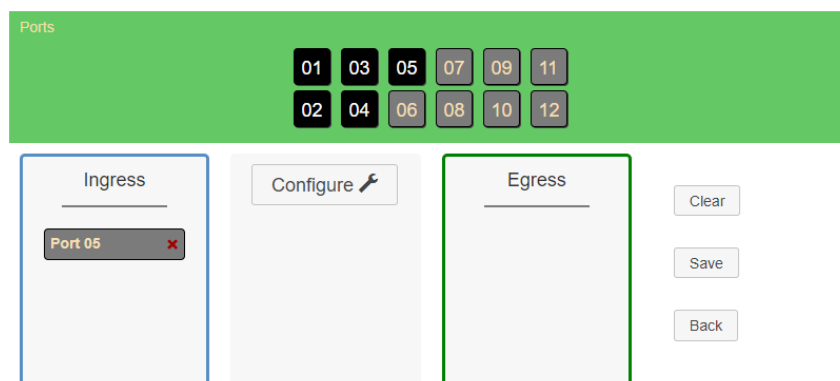 Ports
01 03 05 07 09 11
02 04 06 08 10 12
Ingress
Configure
Egress
Port 05
Clear
Save
Back